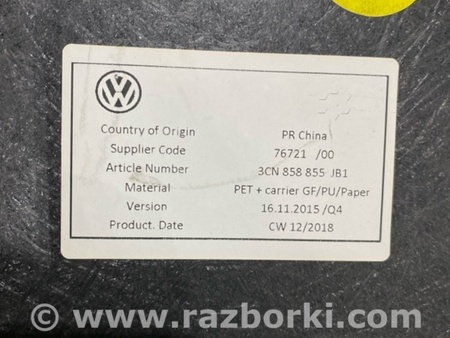 Country of Origin PR China
Supplier Code 76721 /00
Article Number 3CN 858 855 JB1
Material PET + carrier GF/PU/Paper
Version 16.11.2015 /Q4
Product. Date CW 12/2018
© www.razborki.com/